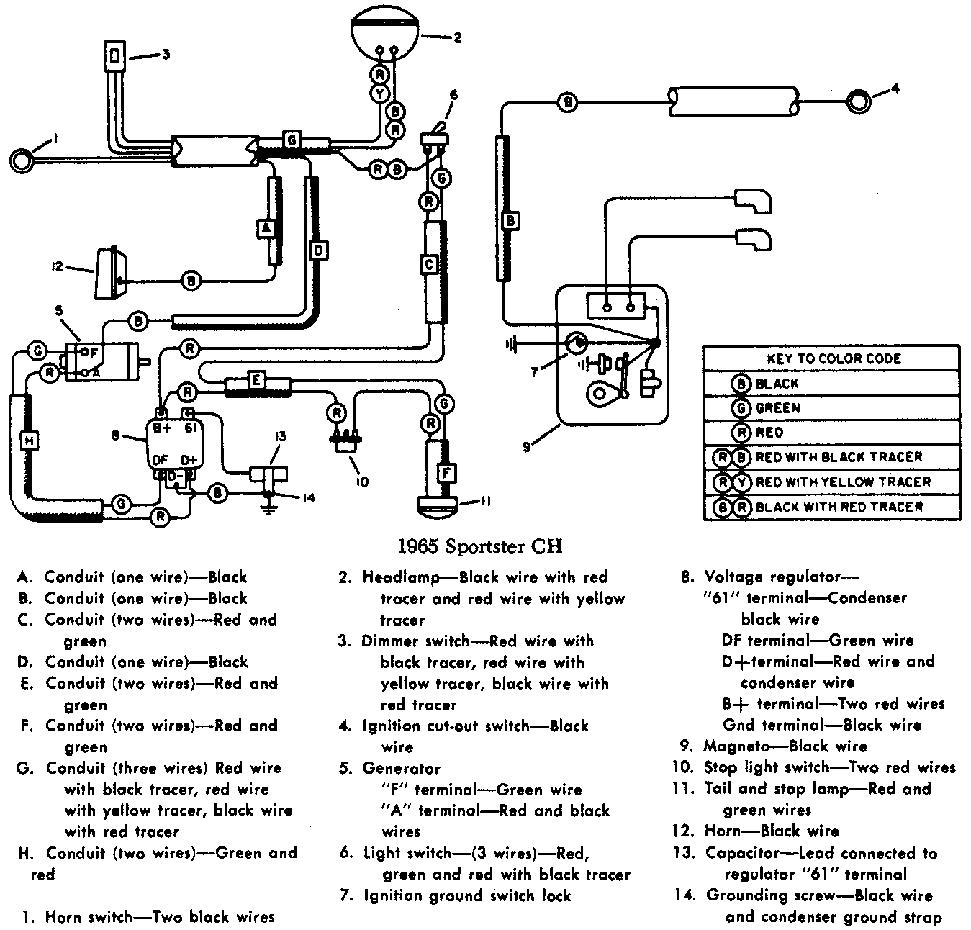 1
2
3
4
5
6
7
8
9
10
11
12
13
14
R
Y
B
R
G
R
B
G
R
A
D
B
B
C
B
B
F
A
G
R
R
R
E
R
G
R
F
H
B+
61
DF
D+
D-
B
G
R
KEY TO COLOR CODE
B BLACK
G GREEN
R RED
R B RED WITH BLACK TRACER
R Y RED WITH YELLOW TRACER
B R BLACK WITH RED TRACER
1965 Sportster CH
A. Conduit (one wire)—Black
B. Conduit (one wire)—Black
C. Conduit (two wires)—Red and
green
D. Conduit (one wire)—Black
E. Conduit (two wires)—Red and
green
F. Conduit (two wires)—Red and
green
G. Conduit (three wires) Red wire
with black tracer, red wire
with yellow tracer, black wire
with red tracer
H. Conduit (two wires)—Green and
red
1. Horn switch—Two black wires
2. Headlamp—Black wire with red
tracer and red wire with yellow
tracer
3. Dimmer switch—Red wire with
black tracer, red wire with
yellow tracer, black wire with
red tracer
4. Ignition cut-out switch—Black
wire
5. Generator
"F" terminal—Green wire
"A" terminal—Red and black
wires
6. Light switch—(3 wires)—Red,
green and red with black tracer
7. Ignition ground switch lock
8. Voltage regulator—
"61" terminal—Condenser
black wire
DF terminal—Green wire
D+terminal—Red wire and
condenser wire
B+ terminal—Two red wires
Gnd terminal—Black wire
9. Magneto—Black wire
10. Stop light switch—Two red wires
11. Tail and stop lamp—Red and
green wires
12. Horn—Black wire
13. Capacitor—Lead connected to
regulator "61" terminal
14. Grounding screw—Black wire
and condenser ground strap